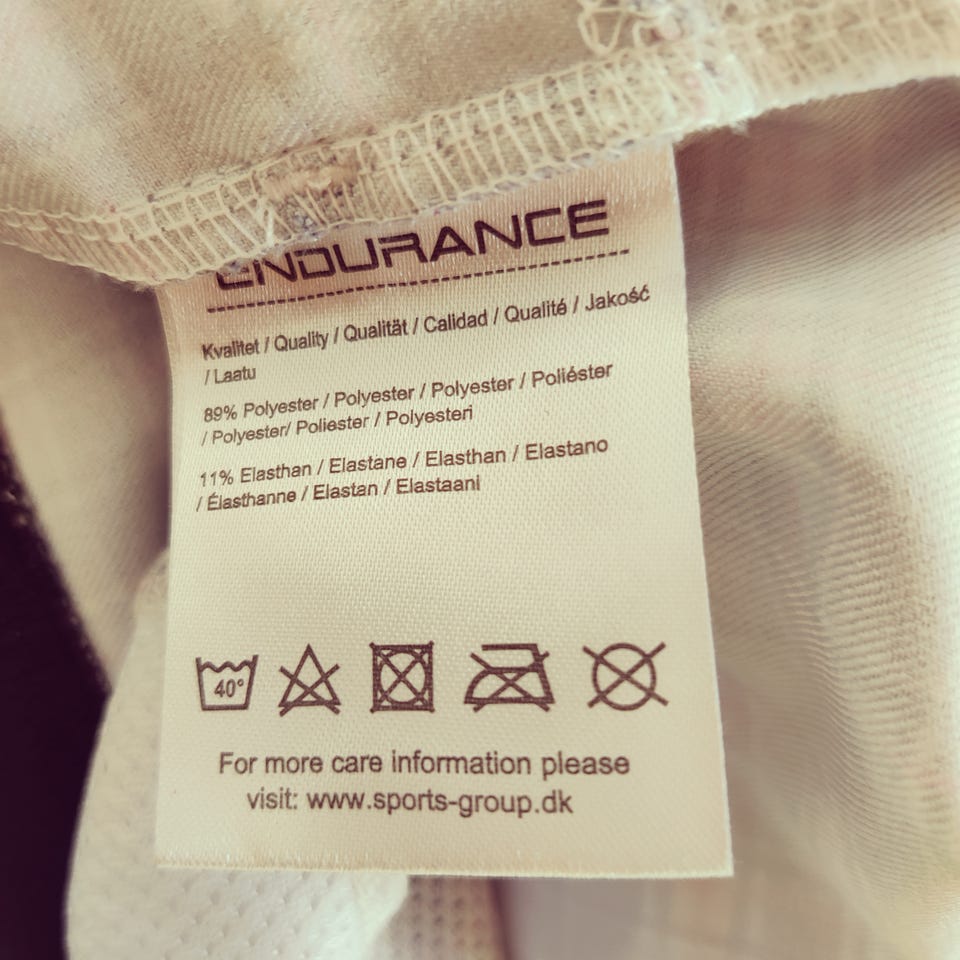 ENDURANCE
Kvalitet / Quality / Qualität / Calidad / Qualité / Jakość
/ Laatu
89% Polyester / Polyester / Polyester / Poliéster
/ Polyester/ Poliester / Polyesteri
11% Elasthan / Elastane / Elasthan / Elastano
/ Élasthanne / Elastan / Elastaani
40°
For more care information please
visit: www.sports-group.dk